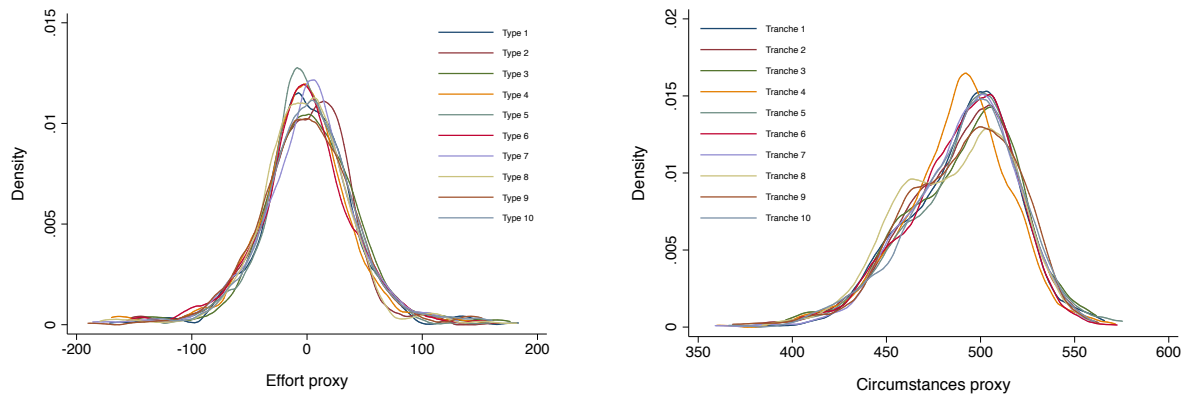 .015
.01
.005
0
Density
-200
-100
0
100
200
Effort proxy
Type 1
Type 2
Type 3
Type 4
Type 5
Type 6
Type 7
Type 8
Type 9
Type 10
.02
.015
.01
.005
0
Density
350
400
450
500
550
600
Circumstances proxy
Tranche 1
Tranche 2
Tranche 3
Tranche 4
Tranche 5
Tranche 6
Tranche 7
Tranche 8
Tranche 9
Tranche 10